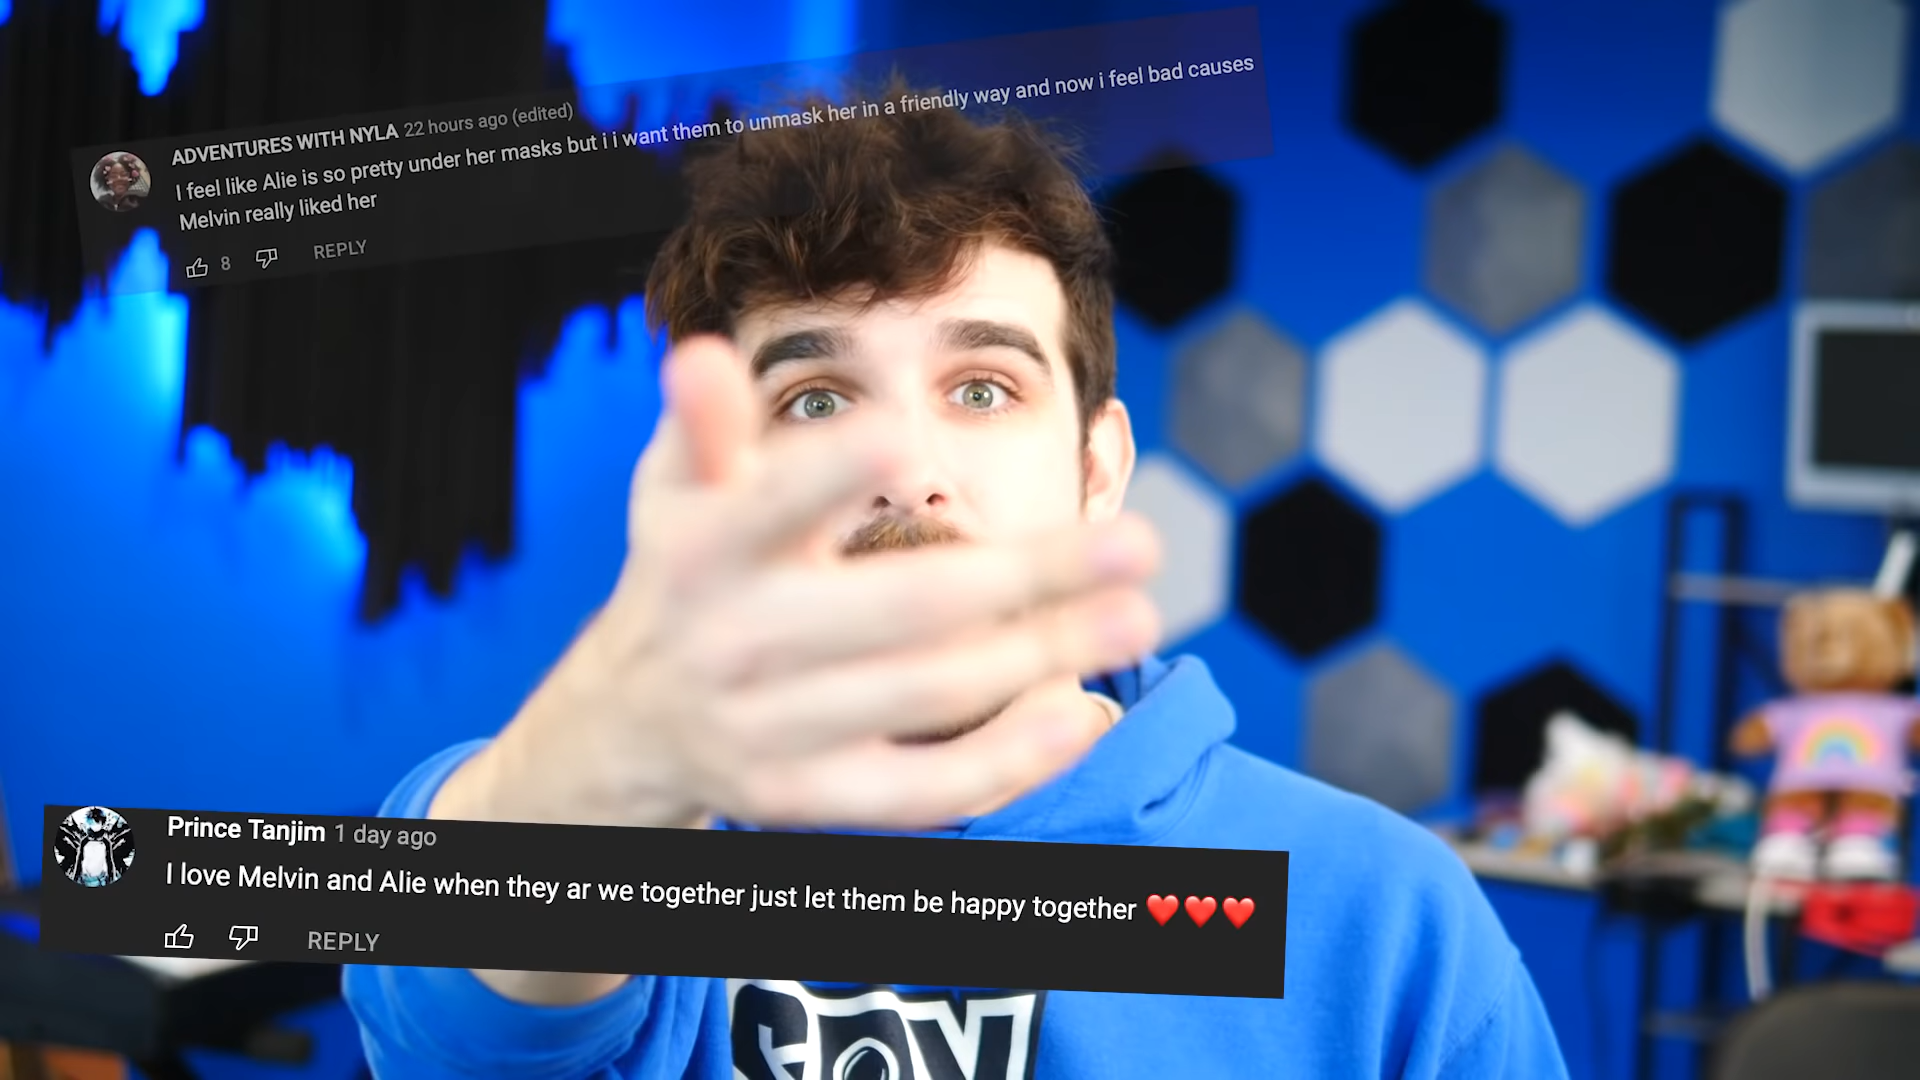 ADVENTURES WITH NYLA 22 hours ago (edited)
I feel like Alie is so pretty under her masks but i i want them to unmask her in a friendly way and now i feel bad causes
Melvin really liked her
8 REPLY
Prince Tanjim 1 day ago
I love Melvin and Alie when they ar we together just let them be happy together ❤️❤️❤️
REPLY
SPY